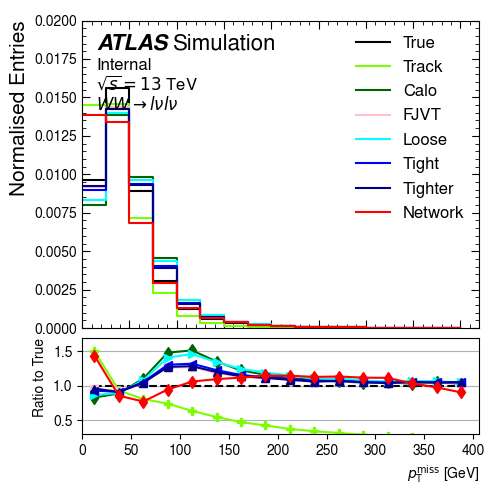 Normalised Entries
0.0200
0.0175
0.0150
0.0125
0.0100
0.0075
0.0050
0.0025
0.0000
ATLAS Simulation
Internal
√s = 13 TeV
WW → lνlν
True
Track
Calo
FJVT
Loose
Tight
Tighter
Network
Ratio to True
1.5
1.0
0.5
0 50 100 150 200 250 300 350 400
p_T^miss [GeV]